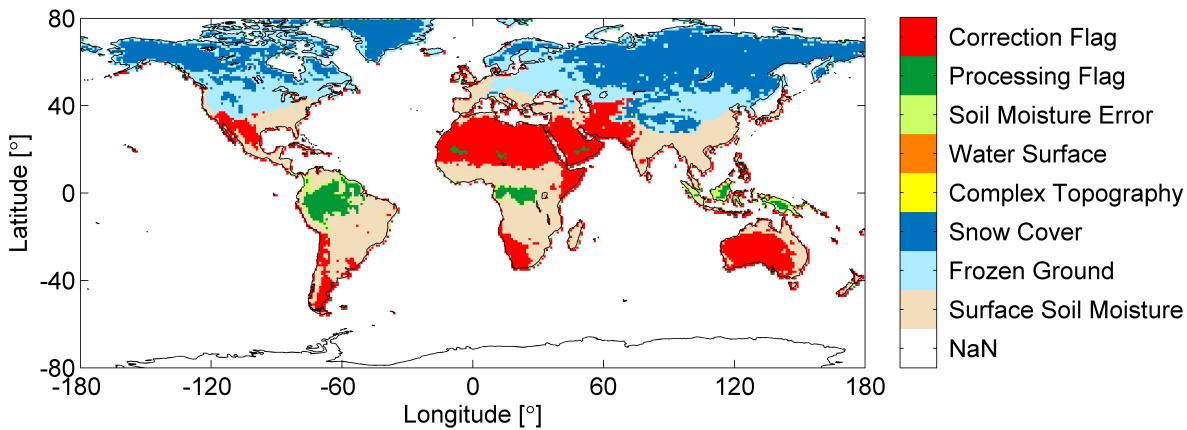 80
40
0
-40
-80
-180
-120
-60
0
60
120
180
Latitude [°]
Longitude [°]
Correction Flag
Processing Flag
Soil Moisture Error
Water Surface
Complex Topography
Snow Cover
Frozen Ground
Surface Soil Moisture
NaN